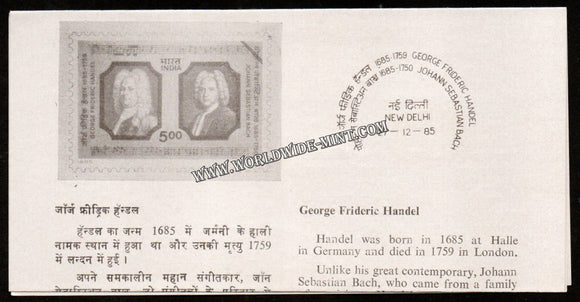 भारत
INDIA
GEORGE FRIDERIC HANDEL
JOHANN SEBASTIAN BACH
5.00
जॉर्ज फ्रीड्रिक हॅन्डल 1685-1759 GEORGE FRIDERIC HANDEL
1685-1750 JOHANN SEBASTIAN BACH
नई दिल्ली
NEW DELHI
-12-85
WWW.WORLDWIDE-MINT.COM
जॉर्ज फ्रीड्रिक हॅन्डल
हॅन्डल का जन्म 1685 में जर्मनी के हाली
नामक स्थान में हुआ था और उनकी मृत्यु 1759
में लन्दन में हुई।
अपने समकालीन महान संगीतकार, जॉन
George Frideric Handel
Handel was born in 1685 at Halle
in Germany and died in 1759 in London.
Unlike his great contemporary, Johann
Sebastian Bach, who came from a family